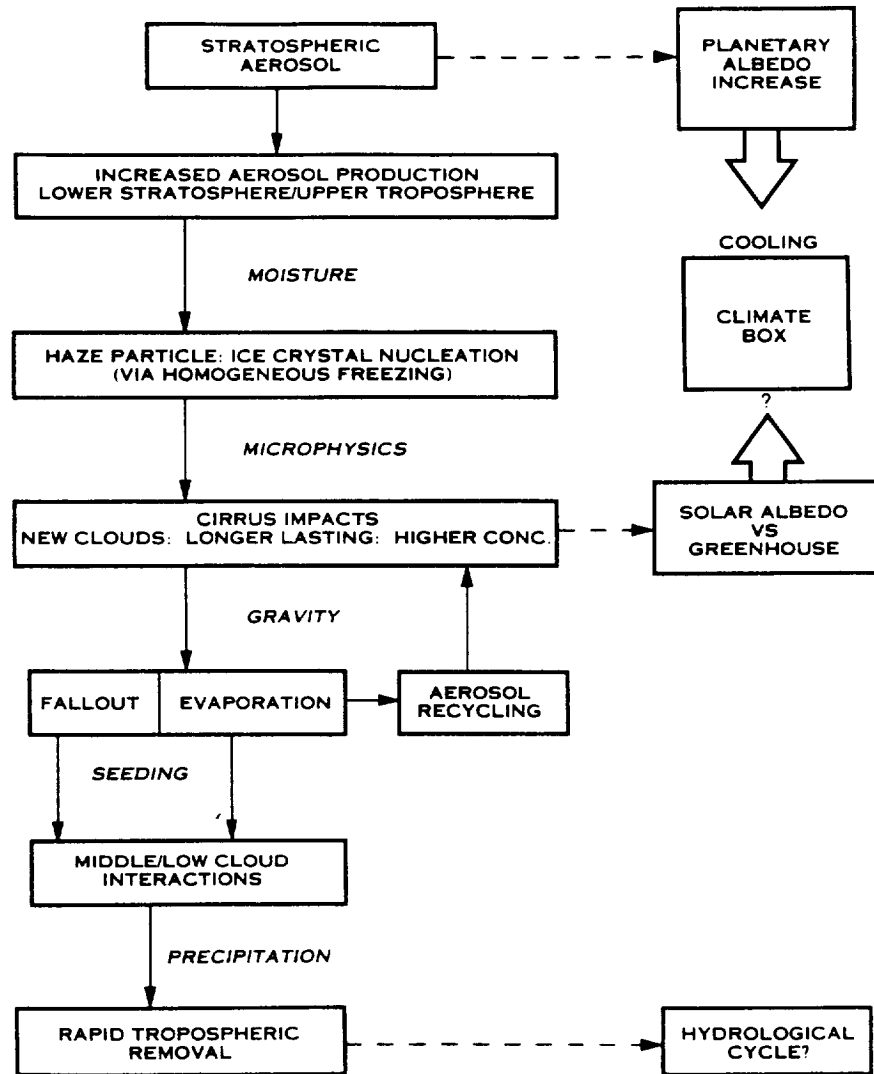 STRATOSPHERIC
AEROSOL
PLANETARY
ALBEDO
INCREASE
INCREASED AEROSOL PRODUCTION
LOWER STRATOSPHERE/UPPER TROPOSPHERE
MOISTURE
COOLING
CLIMATE
BOX
?
HAZE PARTICLE: ICE CRYSTAL NUCLEATION
(VIA HOMOGENEOUS FREEZING)
MICROPHYSICS
CIRRUS IMPACTS
NEW CLOUDS: LONGER LASTING: HIGHER CONC.
SOLAR ALBEDO
VS
GREENHOUSE
GRAVITY
FALLOUT
EVAPORATION
AEROSOL
RECYCLING
SEEDING
MIDDLE/LOW CLOUD
INTERACTIONS
PRECIPITATION
RAPID TROPOSPHERIC
REMOVAL
HYDROLOGICAL
CYCLE?